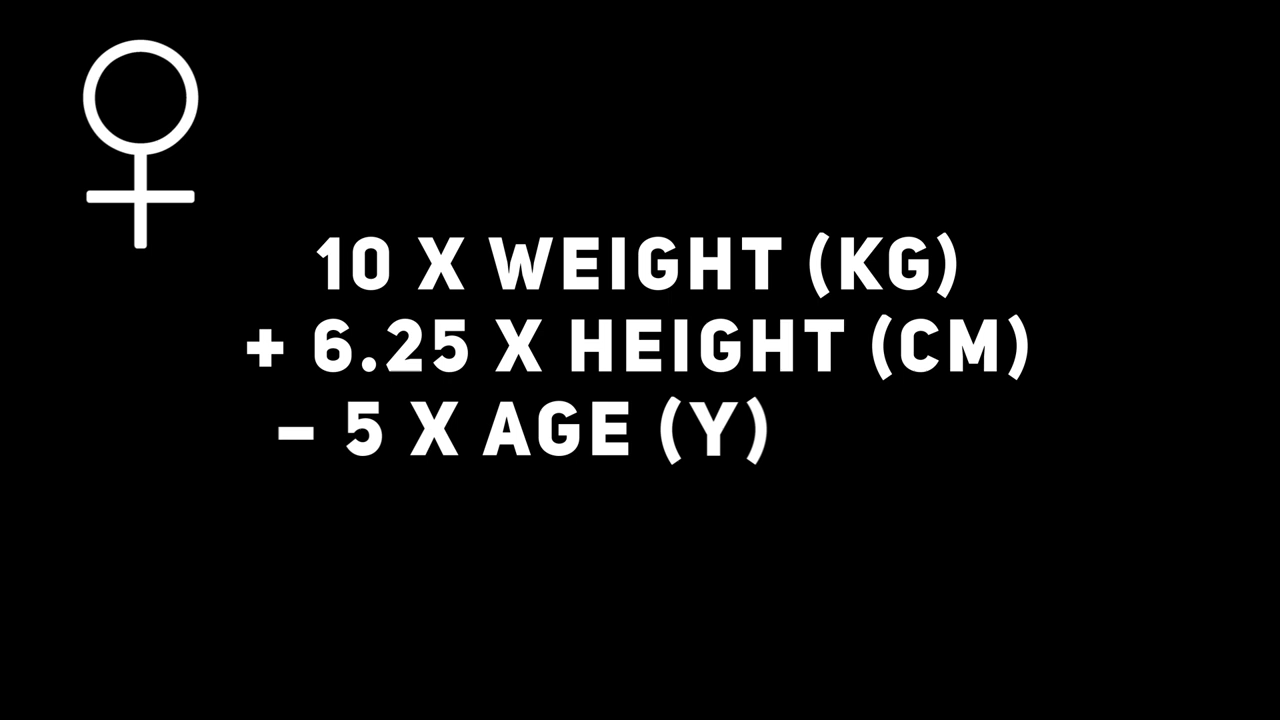 10 X WEIGHT (KG)
+ 6.25 X HEIGHT (CM)
– 5 X AGE (Y)